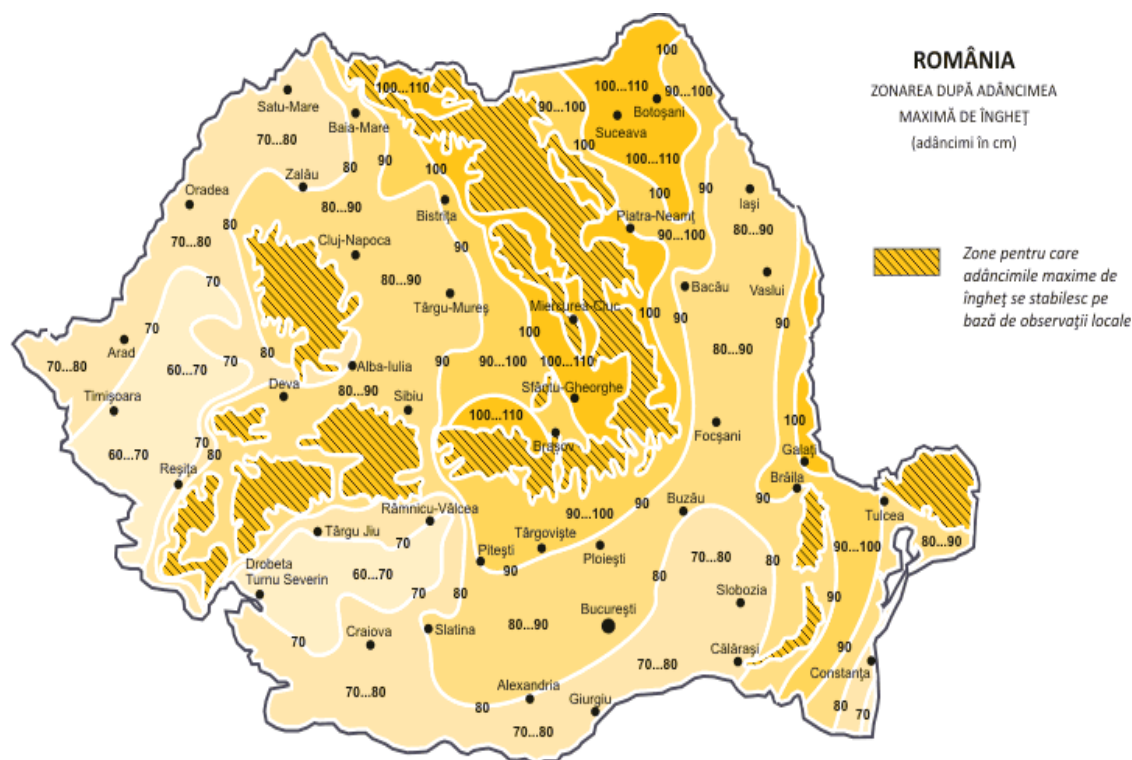 ROMÂNIA
ZONAREA DUPĂ ADÂNCIMEA
MAXIMĂ DE ÎNGHEŢ
(adâncimi în cm)
Zone pentru care
adâncimile maxime de
îngheţ se stabilesc pe
bază de observaţii locale
100
100...110
90...100
100...110
90...100
Satu-Mare
Botoşani
Suceava
Baia-Mare
70...80
90
100
100
100...110
80
Zalău
80...90
Oradea
Bistriţa
100
90
Iaşi
80
Piatra-Neamţ
80...90
90...100
70...80
Cluj-Napoca
90
70
80...90
Târgu-Mureş
Bacău
Vaslui
Miercurea-Ciuc
100
70
100
90
90
Arad
70...80
60...70
70
80
90
90...100
100...110
80...90
Alba-Iulia
Deva
80...90
Sibiu
Sfântu-Gheorghe
Timişoara
100...110
100
Focşani
Braşov
70
80
60...70
Galaţi
Reşiţa
Brăila
90
90
Buzău
Râmnicu-Vâlcea
90...100
Tulcea
Târgu Jiu
70
Târgovişte
Piteşti
Ploieşti
90...100
80...90
70...80
80
Drobeta
Turnu Severin
60...70
90
80
70
80
Slobozia
90
Bucureşti
Craiova
Slatina
80...90
70
90
Călăraşi
70...80
Constanţa
70...80
Alexandria
80
Giurgiu
80
70
70...80